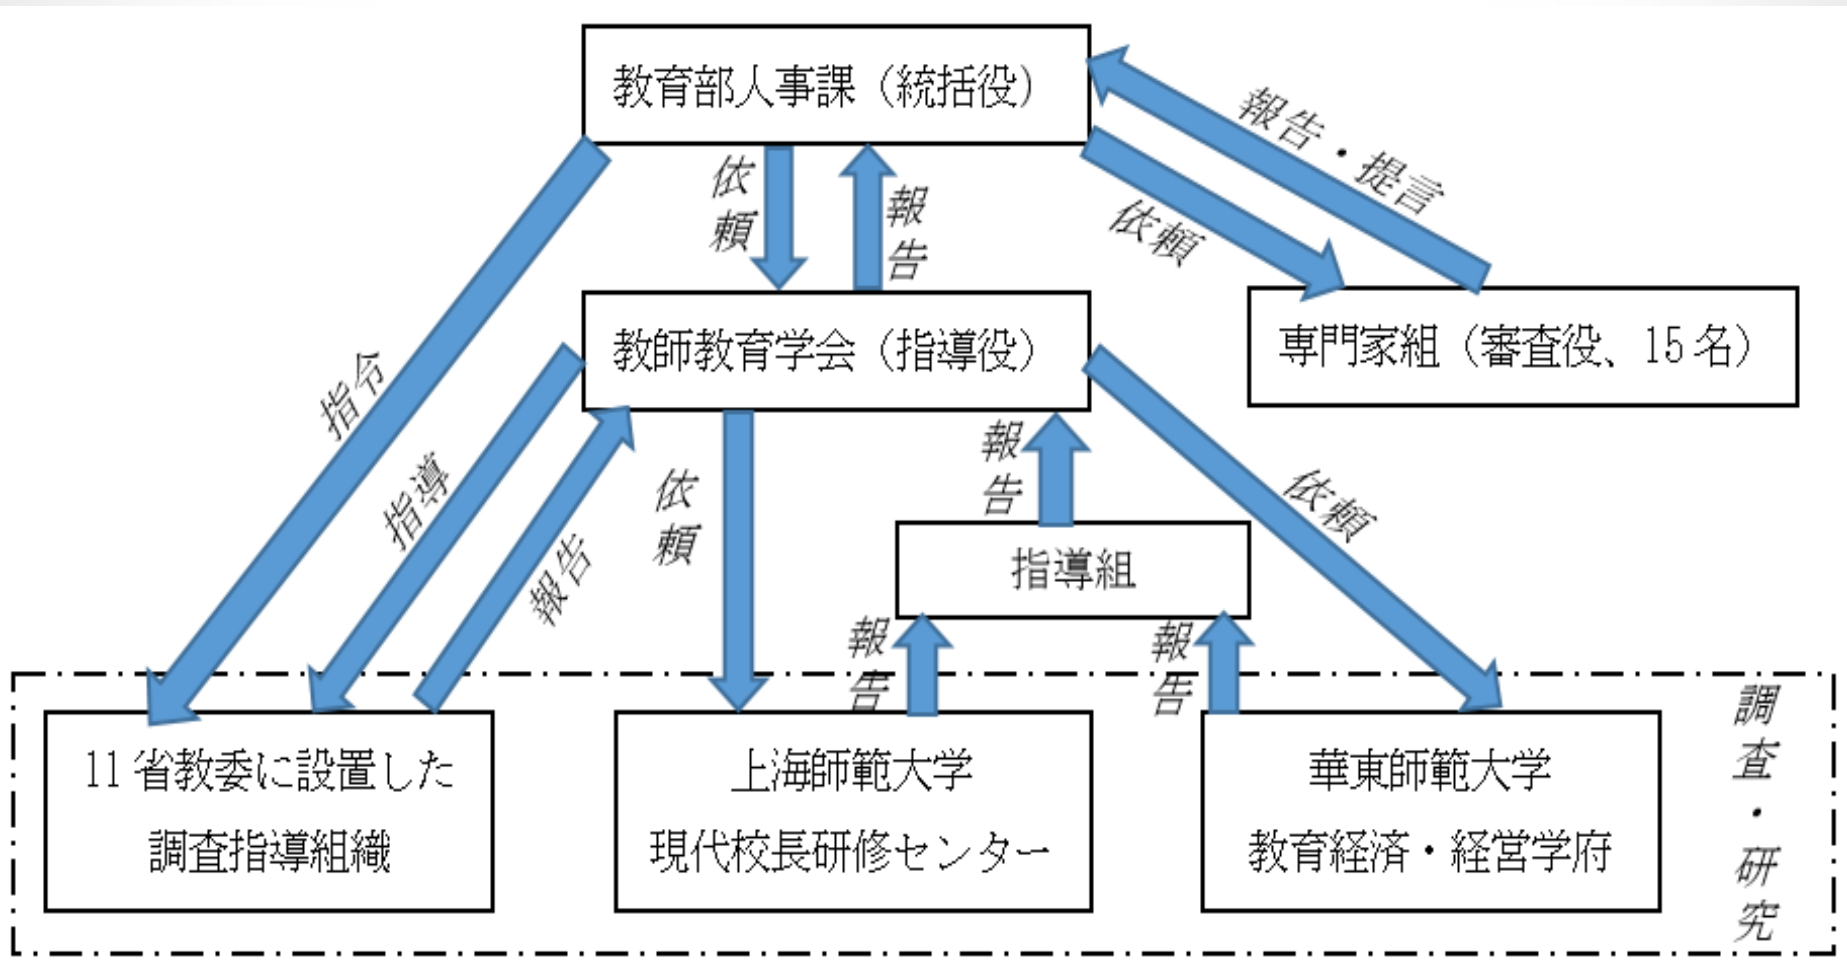 教育部人事課（統括役）
報告・提言
依頼
報告
依頼
教師教育学会（指導役）
専門家組（審査役、15名）
指令
指導
報告
依頼
報告
依頼
指導組
報告
報告
調査・研究
11省教委に設置した
調査指導組織
上海師範大学
現代校長研修センター
華東師範大学
教育経済・経営学府